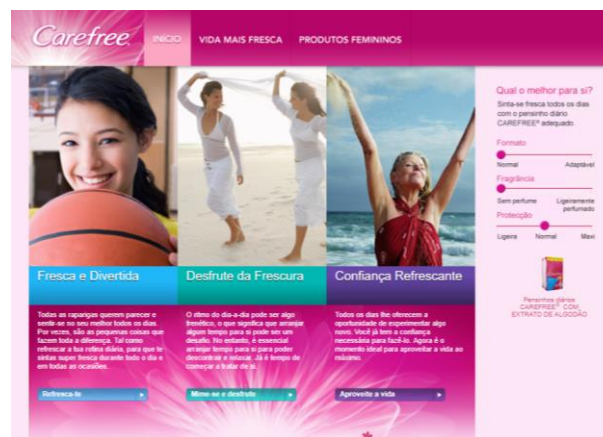 Carefree
INÍCIO
VIDA MAIS FRESCA
PRODUTOS FEMININOS
Fresca e Divertida
Todas as raparigas querem parecer e
sentir-se no seu melhor todos os dias.
Por vezes, são as pequenas coisas que
fazem toda a diferença. Tal como
refrescar a tua rotina diária, para que te
sintas super fresca durante todo o dia e
em todas as ocasiões.
Refresca-te
Desfrute da Frescura
O ritmo do dia-a-dia pode ser algo
frenético, o que significa que arranjar
algum tempo para si pode ser um
desafio. No entanto, é essencial
arranjar tempo para si para poder
descontrair e relaxar. Já é tempo de
começar a tratar de si.
Mime-se e desfrute
Confiança Refrescante
Todos os dias lhe oferecem a
oportunidade de experimentar algo
novo. Você já tem a confiança
necessária para fazê-lo. Agora é o
momento ideal para aproveitar a vida ao
máximo.
Aproveite a vida
Qual o melhor para si?
Sinta-se fresca todos os dias
com o pensinho diário
CAREFREE® adequado.
Formato
Normal
Adaptável
Fragrância
Sem perfume
Ligeiramente
perfumado
Protecção
Ligeira
Normal
Maxi
Pensinhos diários
CAREFREE® COM
EXTRATO DE ALGODÃO